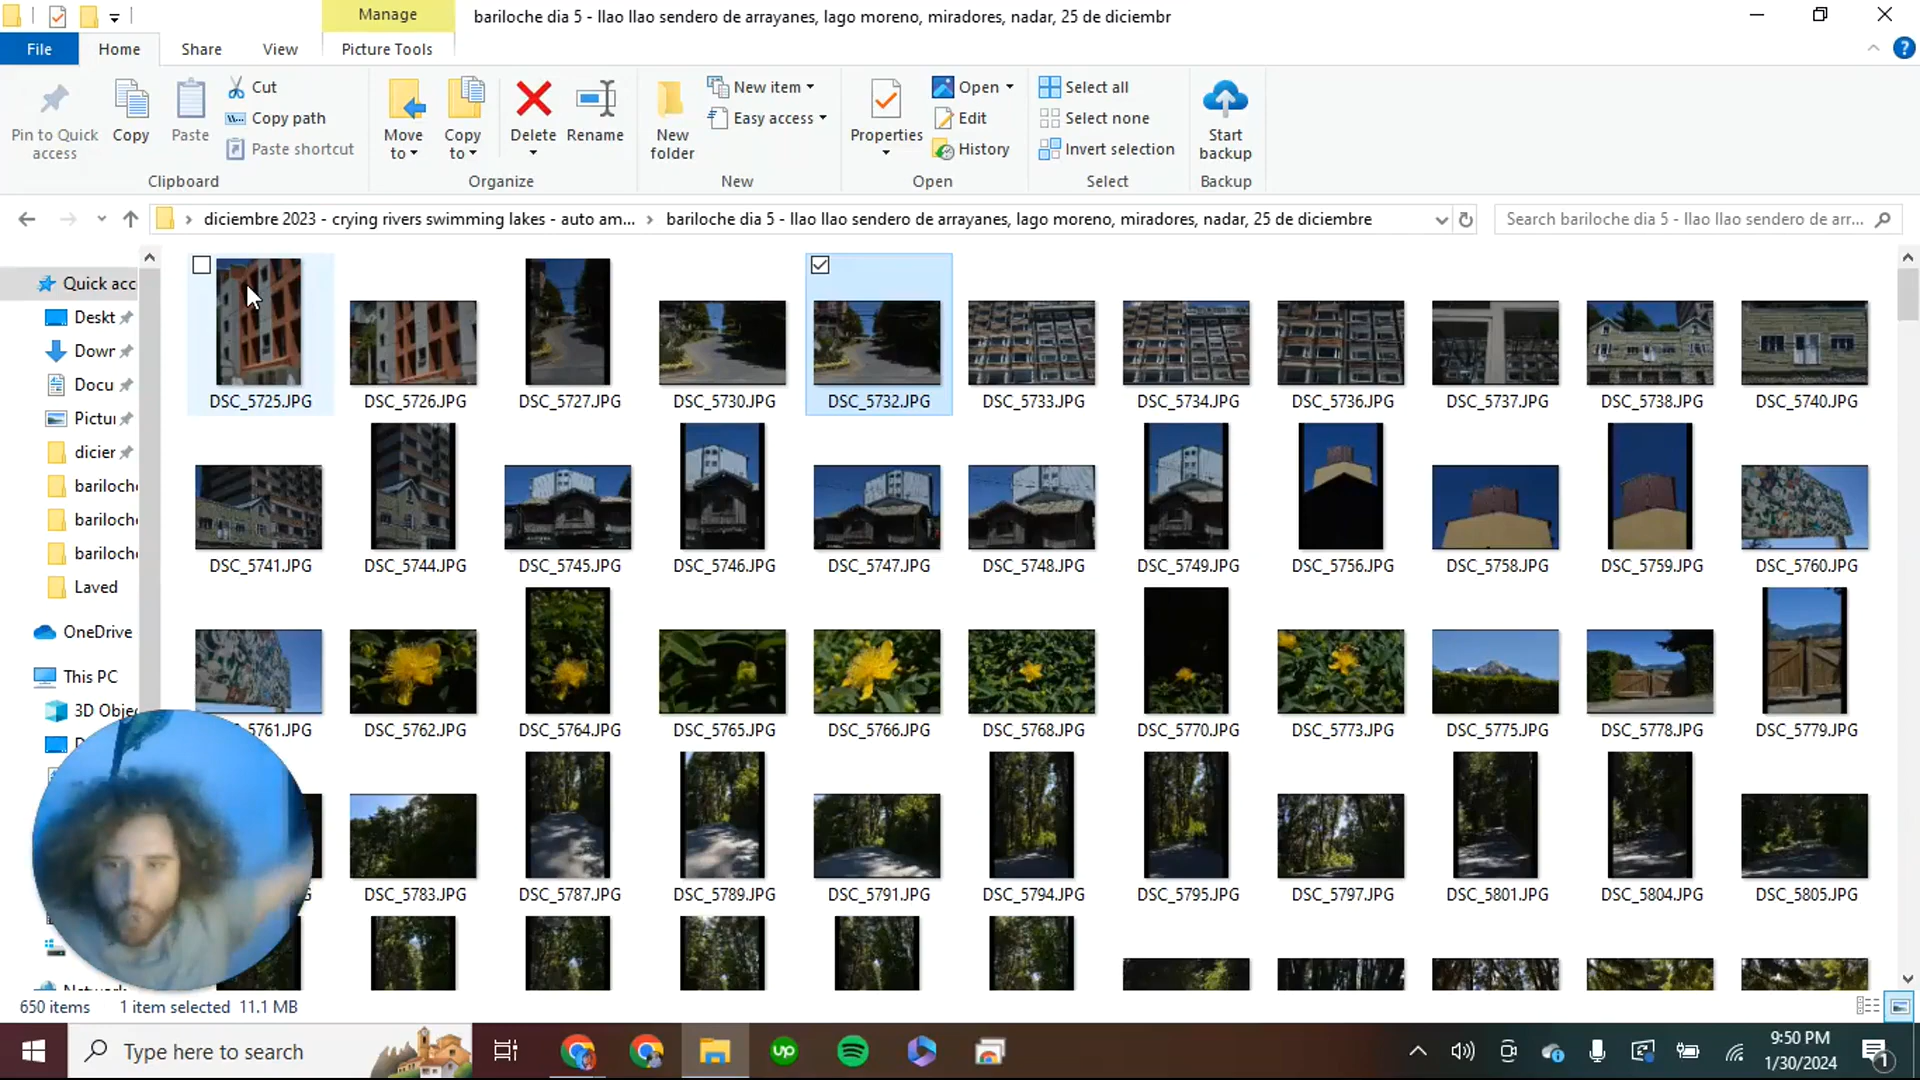 Manage
bariloche dia 5 - llao llao sendero de arrayanes, lago moreno, miradores, nadar, 25 de diciembr
File
Home
Share
View
Picture Tools
Pin to Quick access
Copy
Paste
Cut
Copy path
Paste shortcut
Move to
Copy to
Delete
Rename
New folder
New item
Easy access
Properties
Open
Edit
History
Select all
Select none
Invert selection
Start backup
Clipboard
Organize
New
Open
Select
Backup
diciembre 2023 - crying rivers swimming lakes - auto am...
bariloche dia 5 - llao llao sendero de arrayanes, lago moreno, miradores, nadar, 25 de diciembre
Search bariloche dia 5 - llao llao sendero de arr...
Quick acc
Deskt
Dowr
Docu
Pictu
dicier
bariloch
bariloch
bariloch
Laved
OneDrive
This PC
3D Obje
DSC_5725.JPG
DSC_5726.JPG
DSC_5727.JPG
DSC_5730.JPG
DSC_5732.JPG
DSC_5733.JPG
DSC_5734.JPG
DSC_5736.JPG
DSC_5737.JPG
DSC_5738.JPG
DSC_5740.JPG
DSC_5741.JPG
DSC_5744.JPG
DSC_5745.JPG
DSC_5746.JPG
DSC_5747.JPG
DSC_5748.JPG
DSC_5749.JPG
DSC_5756.JPG
DSC_5758.JPG
DSC_5759.JPG
DSC_5760.JPG
5761.JPG
DSC_5762.JPG
DSC_5764.JPG
DSC_5765.JPG
DSC_5766.JPG
DSC_5768.JPG
DSC_5770.JPG
DSC_5773.JPG
DSC_5775.JPG
DSC_5778.JPG
DSC_5779.JPG
DSC_5783.JPG
DSC_5787.JPG
DSC_5789.JPG
DSC_5791.JPG
DSC_5794.JPG
DSC_5795.JPG
DSC_5797.JPG
DSC_5801.JPG
DSC_5804.JPG
DSC_5805.JPG
650 items
1 item selected 11.1 MB
Type here to search
up
9:50 PM
1/30/2024
1